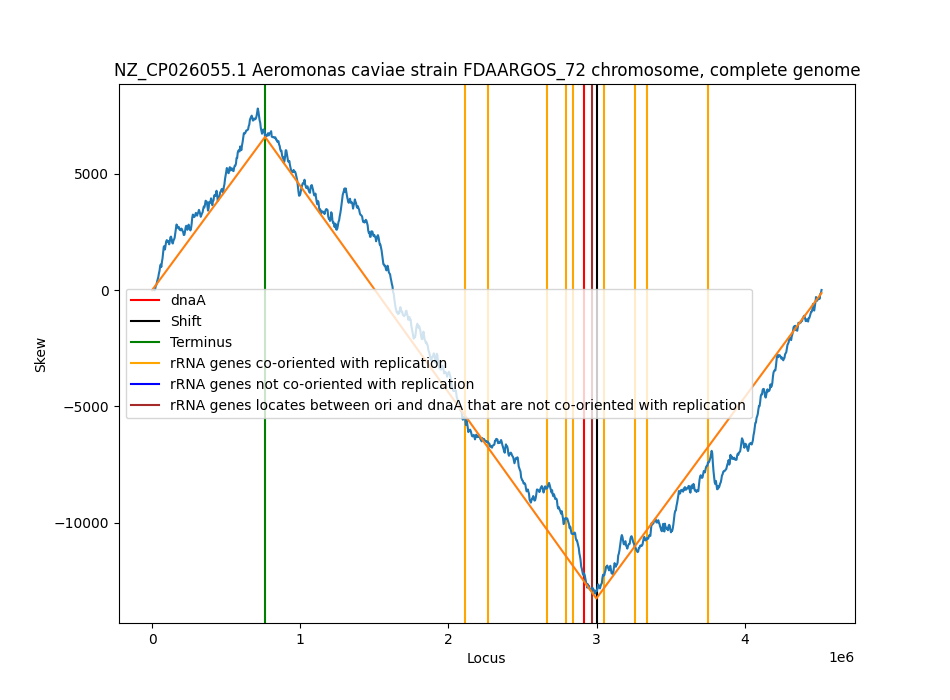 NZ_CP026055.1 Aeromonas caviae strain FDAARGOS_72 chromosome, complete genome
5000
0
−5000
−10000
Skew
dnaA
Shift
Terminus
rRNA genes co-oriented with replication
rRNA genes not co-oriented with replication
rRNA genes locates between ori and dnaA that are not co-oriented with replication
0 1 2 3 4
Locus
1e6